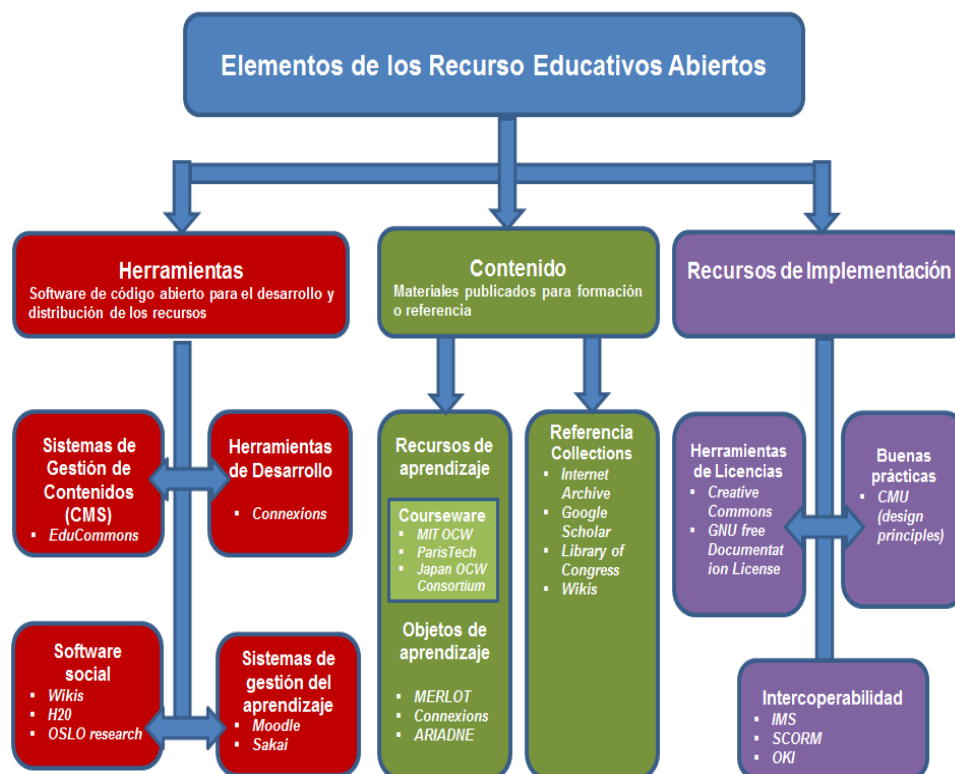 Elementos de los Recurso Educativos Abiertos
Herramientas
Software de código abierto para el desarrollo y
distribución de los recursos
Contenido
Materiales publicados para formación
o referencia
Recursos de Implementación
Sistemas de
Gestión de
Contenidos
(CMS)
EduCommons
Herramientas
de Desarrollo
Connexions
Software
social
Wikis
H20
OSLO research
Sistemas de
gestión del
aprendizaje
Moodle
Sakai
Recursos de
aprendizaje
Courseware
MIT OCW
ParisTech
Japan OCW
Consortium
Objetos de
aprendizaje
MERLOT
Connexions
ARIADNE
Referencia
Collections
Internet
Archive
Google
Scholar
Library of
Congress
Wikis
Herramientas
de Licencias
Creative
Commons
GNU free
Documentat
ion License
Buenas
prácticas
CMU
(design
principles)
Intercoperabilidad
IMS
SCORM
OKI